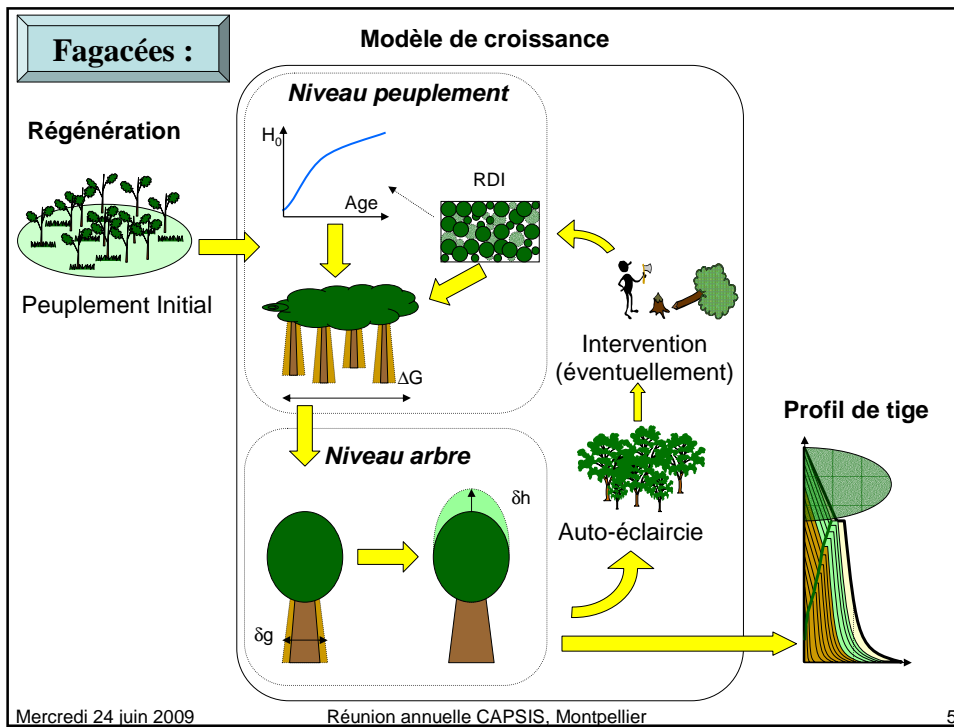 Fagacées :
Modèle de croissance
Niveau peuplement
Régénération
H0
RDI
Age
Peuplement Initial
Intervention
(éventuellement)
ΔG
Profil de tige
Niveau arbre
δh
Auto-éclaircie
δg
Mercredi 24 juin 2009
Réunion annuelle CAPSIS, Montpellier
5